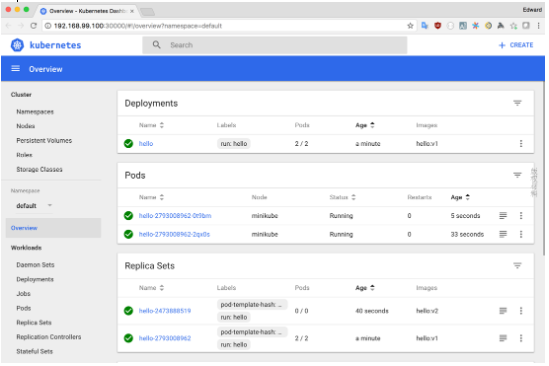 Overview - Kubernetes Dashbo
Edward
192.168.99.100:30000/#!/overview?namespace=default
kubernetes
Search
+ CREATE
Overview
Cluster
Namespaces
Nodes
Persistent Volumes
Roles
Storage Classes
Namespace
default
Overview
Workloads
Daemon Sets
Deployments
Jobs
Pods
Replica Sets
Replication Controllers
Stateful Sets
Deployments
Name Labels Pods Age Images
hello run: hello 2 / 2 a minute hello:v1
Pods
Name Node Status Restarts Age
hello-2793008962-0t9bm minikube Running 0 5 seconds
hello-2793008962-2qx0s minikube Running 0 33 seconds
Replica Sets
Name Labels Pods Age Images
hello-2473888519 pod-template-hash: ... 0 / 0 40 seconds hello:v2
run: hello
hello-2793008962 pod-template-hash: ... 2 / 2 a minute hello:v1
run: hello